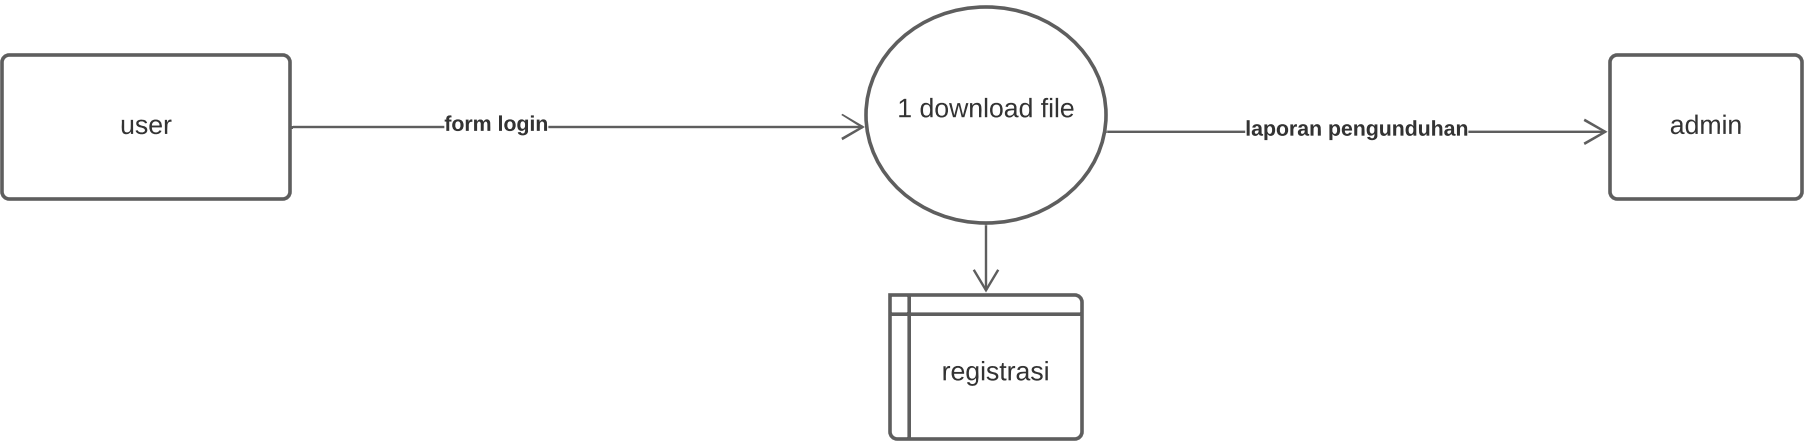 user
form login
1 download file
laporan pengunduhan
admin
registrasi